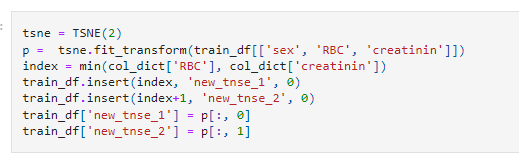 tsne = TSNE(2)
p =  tsne.fit_transform(train_df[['sex', 'RBC', 'creatinin']])
index = min(col_dict['RBC'], col_dict['creatinin'])
train_df.insert(index, 'new_tnse_1', 0)
train_df.insert(index+1, 'new_tnse_2', 0)
train_df['new_tnse_1'] = p[:, 0]
train_df['new_tnse_2'] = p[:, 1]